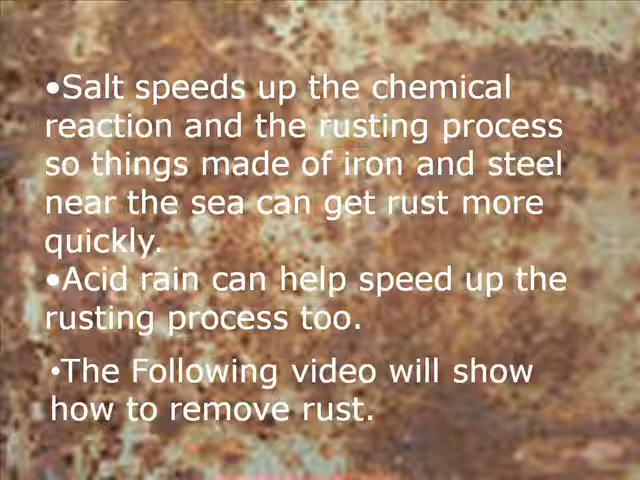 •Salt speeds up the chemical
reaction and the rusting process
so things made of iron and steel
near the sea can get rust more
quickly.
•Acid rain can help speed up the
rusting process too.
•The Following video will show
how to remove rust.